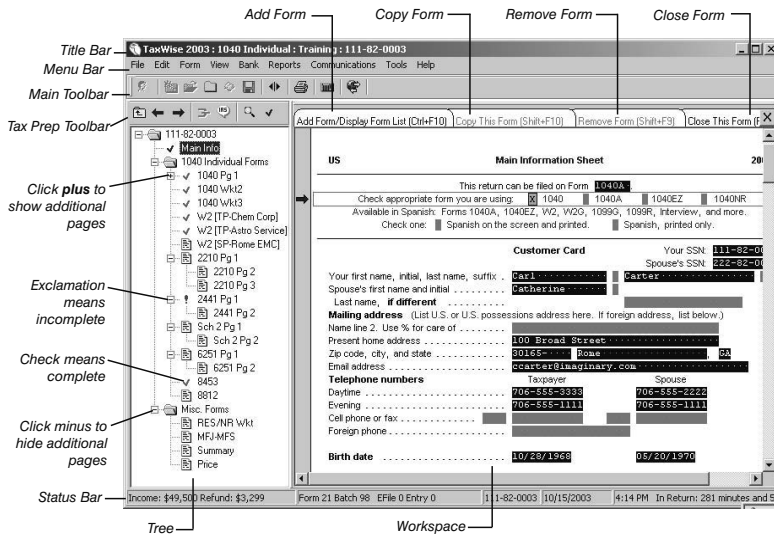 Add Form
Copy Form
Remove Form
Close Form
Title Bar
TaxWise 2003 : 1040 Individual : Training : 111-82-0003
Menu Bar
File Edit Form View Bank Reports Communications Tools Help
Main Toolbar
Tax Prep Toolbar
Add Form/Display Form List (Ctrl+F10)
Copy This Form (Shift+F10)
Remove Form (Shift+F9)
Close This Form (F
Click plus to show additional pages
Exclamation means incomplete
Check means complete
Click minus to hide additional pages
111-82-0003
Main Info
1040 Individual Forms
1040 Pg 1
1040 Wkt2
1040 Wkt3
W2 [TP-Chem Corp]
W2 [TP-Astro Service]
W2 [SP-Rome EMC]
2210 Pg 1
2210 Pg 2
2210 Pg 3
2441 Pg 1
2441 Pg 2
Sch 2 Pg 1
Sch 2 Pg 2
6251 Pg 1
6251 Pg 2
8453
8812
Misc. Forms
RES/NR Wkt
MFJ-MFS
Summary
Price
US Main Information Sheet 20
This return can be filed on Form 1040A
Check appropriate form you are using: X 1040 1040A 1040EZ 1040NR
Available in Spanish: Forms 1040A, 1040EZ, W2, W2G, 1099G, 1099R, Interview, and more.
Check one: Spanish on the screen and printed. Spanish, printed only.
Customer Card Your SSN: 111-82-00
Spouse's SSN: 222-82-00
Your first name, initial, last name, suffix . Carl Carter
Spouse's first name and initial . . . . . . . . . Catherine
Last name, if different . . . . . . . . .
Mailing address (List U.S. or U.S. possessions address here. If foreign address, list below.)
Name line 2. Use % for care of . . . . . . . .
Present home address . . . . . . . . . . . . 100 Broad Street
Zip code, city, and state . . . . . . . . . . . 30165- Rome , GA
Email address . . . . . . . . . . . . . . . . ccarter@imaginary.com
Telephone numbers Taxpayer Spouse
Daytime . . . . . . . . . . . . . . . . . . . 706-555-3333 706-555-2222
Evening . . . . . . . . . . . . . . . . . . . 706-555-1111 706-555-1111
Cell phone or fax . . . . . . . . . . .
Foreign phone . . . . . . . . . . . . . . . .
Birth date . . . . . . . . . . . . . . . . . 10/28/1968 05/20/1970
Status Bar
Income: $49,500 Refund: $3,299 Form 21 Batch 98 EFile 0 Entry 0 111-82-0003 10/15/2003 4:14 PM In Return: 281 minutes and 5
Tree
Workspace